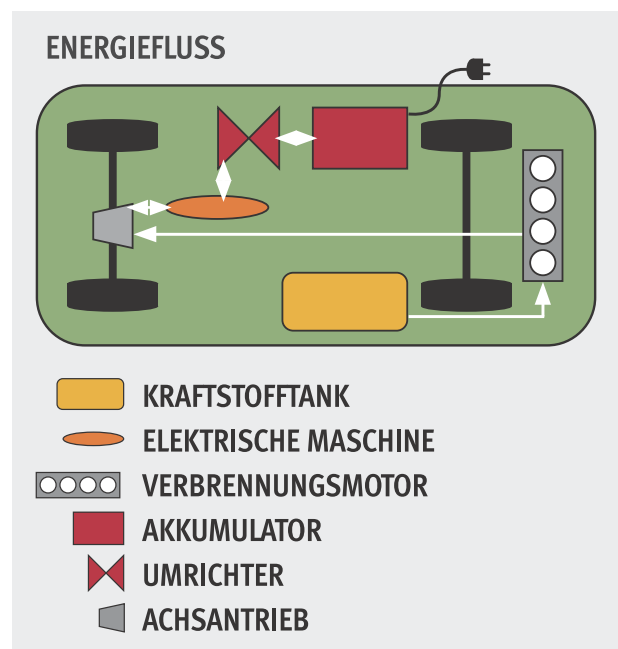 ENERGIEFLUSS
KRAFTSTOFFTANK
ELEKTRISCHE MASCHINE
VERBRENNUNGSMOTOR
AKKUMULATOR
UMRICHTER
ACHSANTRIEB